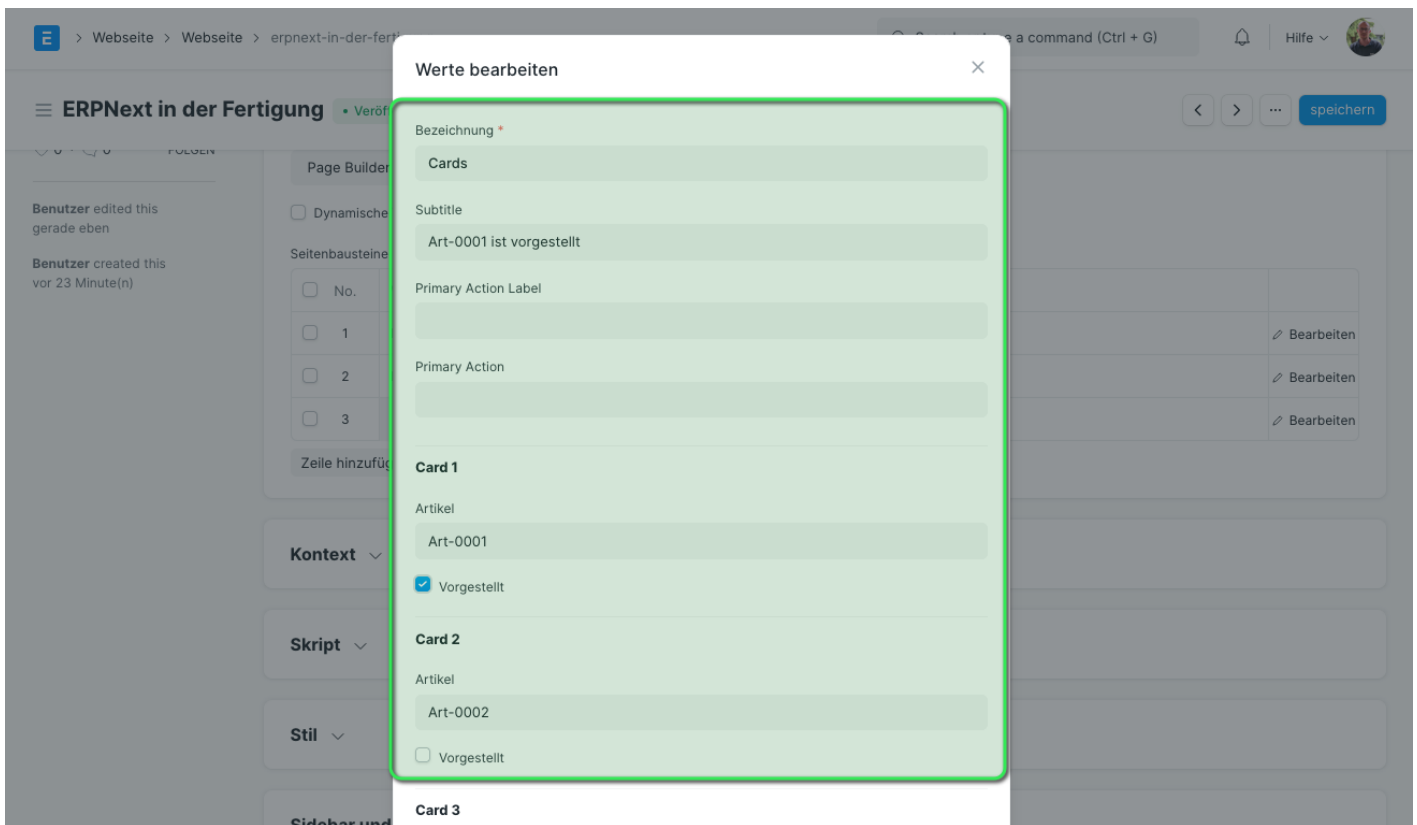 E > Webseite > Webseite > erpnext-in-der-ferti
a command (Ctrl + G)
Hilfe
Werte bearbeiten
ERPNext in der Fertigung
speichern
FOLGEN
Benutzer edited this
gerade eben
Benutzer created this
vor 23 Minute(n)
Page Builder
Dynamische
Seitenbausteine
No.
1 Bearbeiten
2 Bearbeiten
3 Bearbeiten
Zeile hinzufüg
Kontext
Skript
Stil
Sidebar und
Bezeichnung *
Cards
Subtitle
Art-0001 ist vorgestellt
Primary Action Label
Primary Action
Card 1
Artikel
Art-0001
Vorgestellt
Card 2
Artikel
Art-0002
Vorgestellt
Card 3